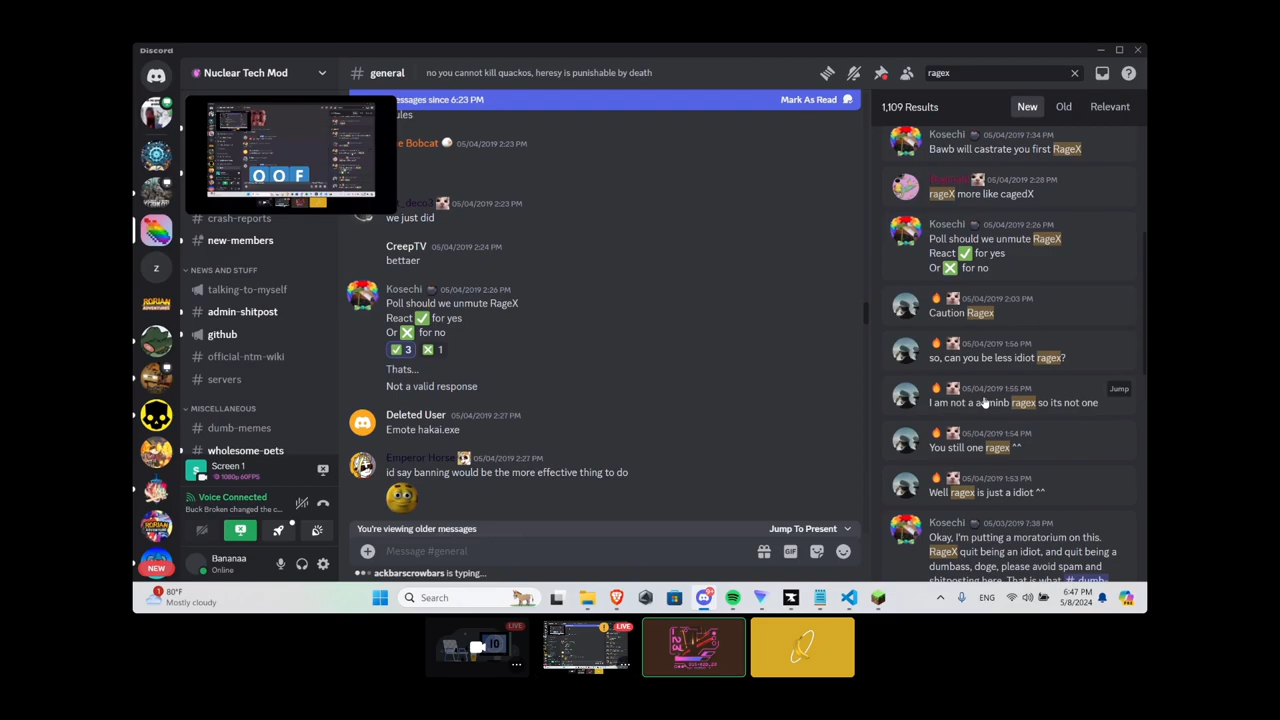 Discord
Nuclear Tech Mod
general
no you cannot kill quackos, heresy is punishable by death
ragex
messages since 6:23 PM
Mark As Read
1,109 Results
New
Old
Relevant
OOF
crash-reports
new-members
NEWS AND STUFF
talking-to-myself
admin-shitpost
github
official-ntm-wiki
servers
MISCELLANEOUS
dumb-memes
wholesome-pets
Screen 1
1080p 60FPS
Voice Connected
Buck Broken changed the c...
Bananaa
Online
Z
NEW
ules
Bobcat 05/04/2019 2:23 PM
_deco3 05/04/2019 2:23 PM
we just did
CreepTV 05/04/2019 2:24 PM
bettaer
Kosechi 05/04/2019 2:26 PM
Poll should we unmute RageX
React ✅ for yes
Or ❎ for no
✅ 3 ❎ 1
Thats...
Not a valid response
Deleted User 05/04/2019 2:27 PM
Emote hakai.exe
Emperor Horse 05/04/2019 2:27 PM
id say banning would be the more effective thing to do
You're viewing older messages
Jump To Present
Message #general
GIF
ackbarscrowbars is typing...
Kosechi 05/04/2019 7:34 PM
Bawb will castrate you first RageX
05/04/2019 2:28 PM
rageX more like cagedX
Kosechi 05/04/2019 2:26 PM
Poll should we unmute RageX
React ✅ for yes
Or ❎ for no
05/04/2019 2:03 PM
Caution Ragex
05/04/2019 1:56 PM
so, can you be less idiot ragex?
05/04/2019 1:55 PM
Jump
I am not a adminb ragex so its not one
05/04/2019 1:54 PM
You still one ragex ^^
05/04/2019 1:53 PM
Well ragex is just a idiot ^^
Kosechi 05/03/2019 7:38 PM
Okay, I'm putting a moratorium on this.
RageX quit being an idiot, and quit being a
dumbass, doge, please avoid spam and
shitposting here. That is what # dumb-
80°F
Mostly cloudy
Search
ENG
6:47 PM
5/8/2024
LIVE
LIVE